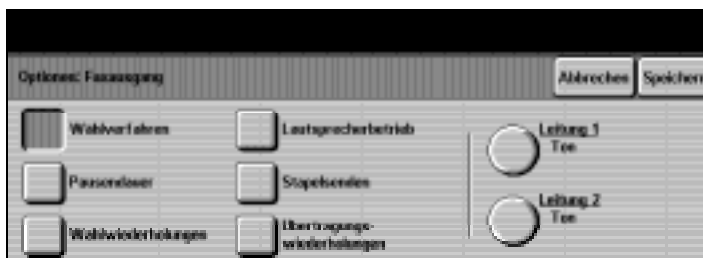 Optionen: Faxausgang
Abbrechen
Speichern
Wahlverfahren
Lautsprecherbetrieb
Leitung 1
Ton
Pausendauer
Stapelsenden
Leitung 2
Ton
Wahlwiederholungen
Übertragungs-
wiederholungen